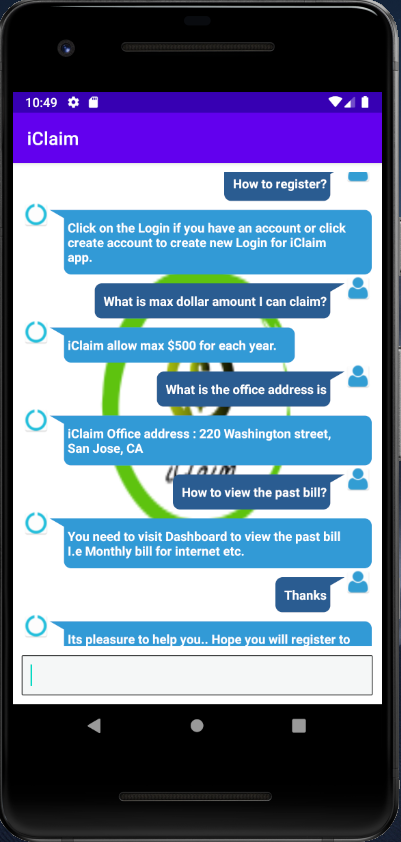 10:49
iClaim
How to register?
Click on the Login if you have an account or click
create account to create new Login for iClaim
app.
What is max dollar amount I can claim?
iClaim allow max $500 for each year.
What is the office address is
iClaim Office address : 220 Washington street,
San Jose, CA
iClaim
How to view the past bill?
You need to visit Dashboard to view the past bill
I.e Monthly bill for internet etc.
Thanks
Its pleasure to help you.. Hope you will register to